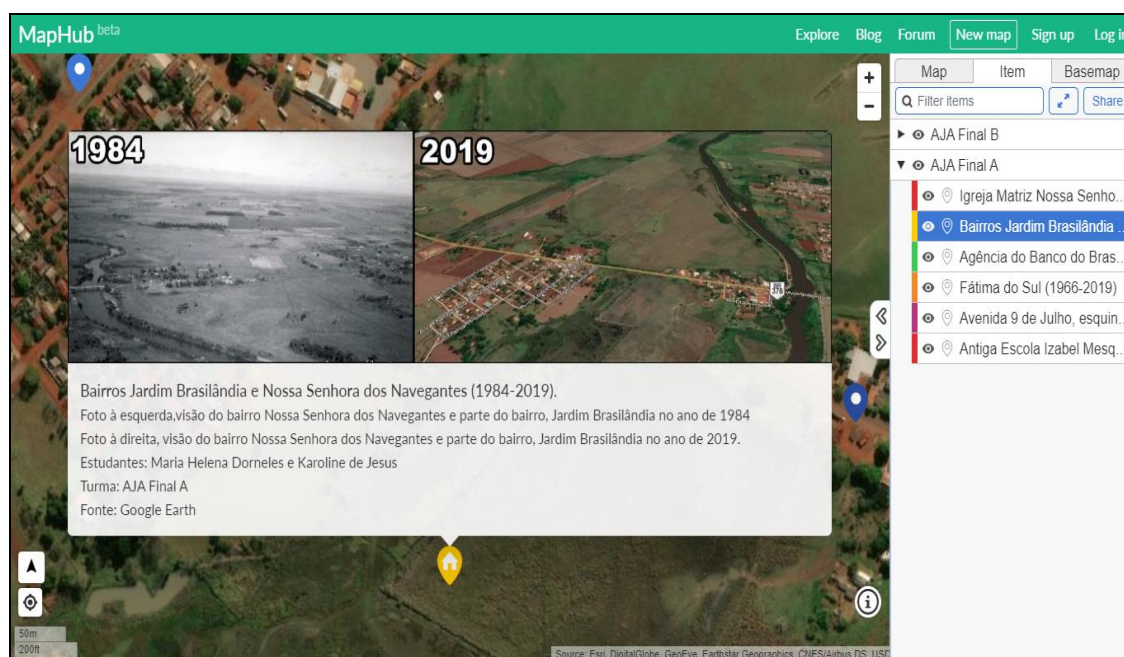 MapHub beta
Explore Blog Forum New map Sign up Log in
Map Item Basemap
Filter items Share
AJA Final B
AJA Final A
Igreja Matriz Nossa Senho...
Bairros Jardim Brasilândia ...
Agência do Banco do Bras...
Fátima do Sul (1966-2019)
Avenida 9 de Julho, esquin...
Antiga Escola Izabel Mesq...
+
−
1984
2019
376
Bairros Jardim Brasilândia e Nossa Senhora dos Navegantes (1984-2019).
Foto à esquerda,visão do bairro Nossa Senhora dos Navegantes e parte do bairro, Jardim Brasilândia no ano de 1984
Foto à direita, visão do bairro Nossa Senhora dos Navegantes e parte do bairro, Jardim Brasilândia no ano de 2019.
Estudantes: Maria Helena Dorneles e Karoline de Jesus
Turma: AJA Final A
Fonte: Google Earth
50m
200ft
Source: Esri, DigitalGlobe, GeoEye, Earthstar Geographics, CNES/Airbus DS, USD